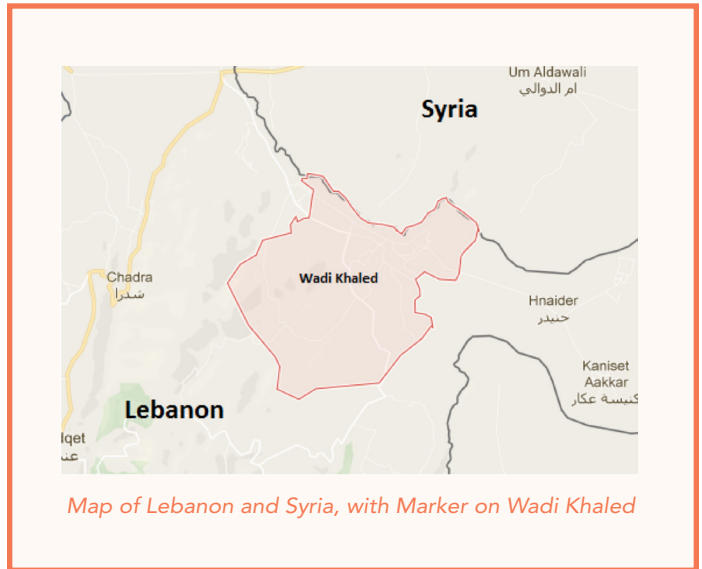 Um Aldawali
ام الدوالي
Syria
Wadi Khaled
Chadra
شدرا
Hnaider
حنيدر
Kaniset
Aakkar
كنيسة عكار
Lebanon
Map of Lebanon and Syria, with Marker on Wadi Khaled